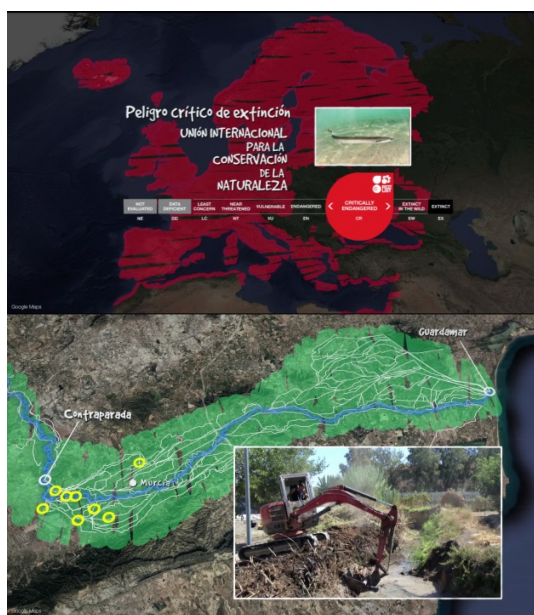 Peligro crítico de extinción
UNIÓN INTERNACIONAL
PARA LA
CONSERVACIÓN
DE LA
NATURALEZA
NOT EVALUATED
DATA DEFICIENT
LEAST CONCERN
NEAR THREATENED
VULNERABLE
ENDANGERED
CRITICALLY ENDANGERED
EXTINCT IN THE WILD
EXTINCT
NE
DD
LC
NT
VU
EN
CR
EW
EX
Google Maps
Guardamar
Contraparada
Murcia
Google Maps